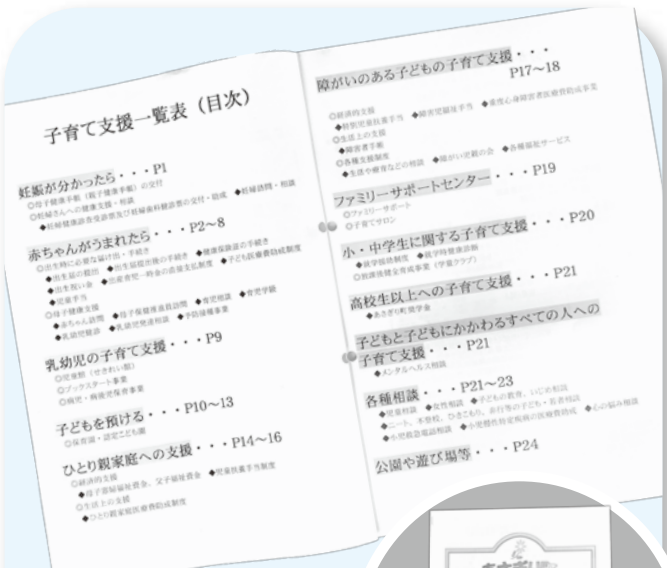 子育て支援一覧表（目次）
妊娠が分かったら・・・P1
◎母子健康手帳（親子健康手帳）の交付
◎妊婦さんへの健康支援・相談
◆妊婦健康診査受診票及び妊婦歯科健診票の交付・助成 ◆妊婦訪問・相談
赤ちゃんがうまれたら・・・P2～8
◎出生時に必要な届け出・手続き
◆出生届の提出 ◆出生届提出後の手続き ◆健康保険証の手続き
◆出生祝い金 ◆出産育児一時金の直接支払制度 ◆子ども医療費助成制度
◆児童手当
◎母子健康支援
◆赤ちゃん訪問 ◆母子保健推進員訪問 ◆育児相談 ◆育児学級
◆乳幼児健診 ◆乳幼児発達相談 ◆予防接種事業
乳幼児の子育て支援・・・P9
◎児童館（せきれい館）
◎ブックスタート事業
◎病児・病後児保育事業
子どもを預ける・・・P10～13
◎保育園・認定こども園
ひとり親家庭への支援・・・P14～16
◎経済的支援
◆母子寡婦福祉資金、父子福祉資金 ◆児童扶養手当制度
◎生活上の支援
◆ひとり親家庭医療費助成制度
障がいのある子どもの子育て支援・・・
P17～18
◎経済的支援
◆特別児童扶養手当 ◆障害児福祉手当 ◆重度心身障害者医療費助成事業
◎生活上の支援
◆障害者手帳
◎各種支援制度
◆生活や療育などの相談 ◆障がい児親の会 ◆各種福祉サービス
ファミリーサポートセンター・・・P19
◎ファミリーサポート
◎子育てサロン
小・中学生に関する子育て支援・・・P20
◆就学援助制度 ◆就学時健康診断
◎放課後健全育成事業（学童クラブ）
高校生以上への子育て支援・・・P21
◆あさぎり町奨学金
子どもと子どもにかかわるすべての人への
子育て支援・・・P21
◆メンタルヘルス相談
各種相談・・・P21～23
◆児童相談 ◆女性相談 ◆子どもの教育、いじめ相談
◆ニート、不登校、ひきこもり、非行等の子ども・若者相談
◆小児救急電話相談 ◆小児慢性特定疾病の医療費助成 ◆心の悩み相談
公園や遊び場等・・・P24